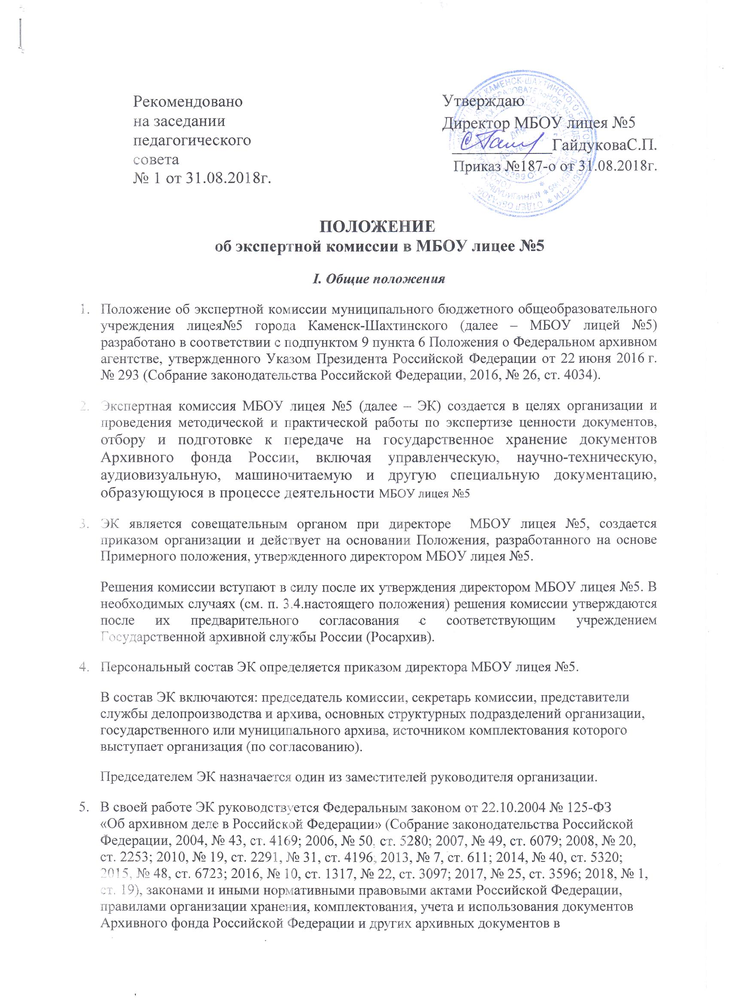 Рекомендовано
на заседании
педагогического
совета
№ 1 от 31.08.2018г.
Утверждаю
Директор МБОУ лицея №5
ГайдуковаС.П.
Приказ №187-о от 31.08.2018г.
ПОЛОЖЕНИЕ
об экспертной комиссии в МБОУ лицее №5
I. Общие положения
1. Положение об экспертной комиссии муниципального бюджетного общеобразовательного
учреждения лицея№5 города Каменск-Шахтинского (далее – МБОУ лицей №5)
разработано в соответствии с подпунктом 9 пункта 6 Положения о Федеральном архивном
агентстве, утвержденного Указом Президента Российской Федерации от 22 июня 2016 г.
№ 293 (Собрание законодательства Российской Федерации, 2016, № 26, ст. 4034).
2. Экспертная комиссия МБОУ лицея №5 (далее – ЭК) создается в целях организации и
проведения методической и практической работы по экспертизе ценности документов,
отбору и подготовке к передаче на государственное хранение документов
Архивного фонда России, включая управленческую, научно-техническую,
аудиовизуальную, машиночитаемую и другую специальную документацию,
образующуюся в процессе деятельности МБОУ лицея №5
3. ЭК является совещательным органом при директоре МБОУ лицея №5, создается
приказом организации и действует на основании Положения, разработанного на основе
Примерного положения, утвержденного директором МБОУ лицея №5.
Решения комиссии вступают в силу после их утверждения директором МБОУ лицея №5. В
необходимых случаях (см. п. 3.4.настоящего положения) решения комиссии утверждаются
после их предварительного согласования с соответствующим учреждением
Государственной архивной службы России (Росархив).
4. Персональный состав ЭК определяется приказом директора МБОУ лицея №5.
В состав ЭК включаются: председатель комиссии, секретарь комиссии, представители
службы делопроизводства и архива, основных структурных подразделений организации,
государственного или муниципального архива, источником комплектования которого
выступает организация (по согласованию).
Председателем ЭК назначается один из заместителей руководителя организации.
5. В своей работе ЭК руководствуется Федеральным законом от 22.10.2004 № 125-ФЗ
«Об архивном деле в Российской Федерации» (Собрание законодательства Российской
Федерации, 2004, № 43, ст. 4169; 2006, № 50, ст. 5280; 2007, № 49, ст. 6079; 2008, № 20,
ст. 2253; 2010, № 19, ст. 2291, № 31, ст. 4196; 2013, № 7, ст. 611; 2014, № 40, ст. 5320;
2015, № 48, ст. 6723; 2016, № 10, ст. 1317, № 22, ст. 3097; 2017, № 25, ст. 3596; 2018, № 1,
ст. 19), законами и иными нормативными правовыми актами Российской Федерации,
правилами организации хранения, комплектования, учета и использования документов
Архивного фонда Российской Федерации и других архивных документов в